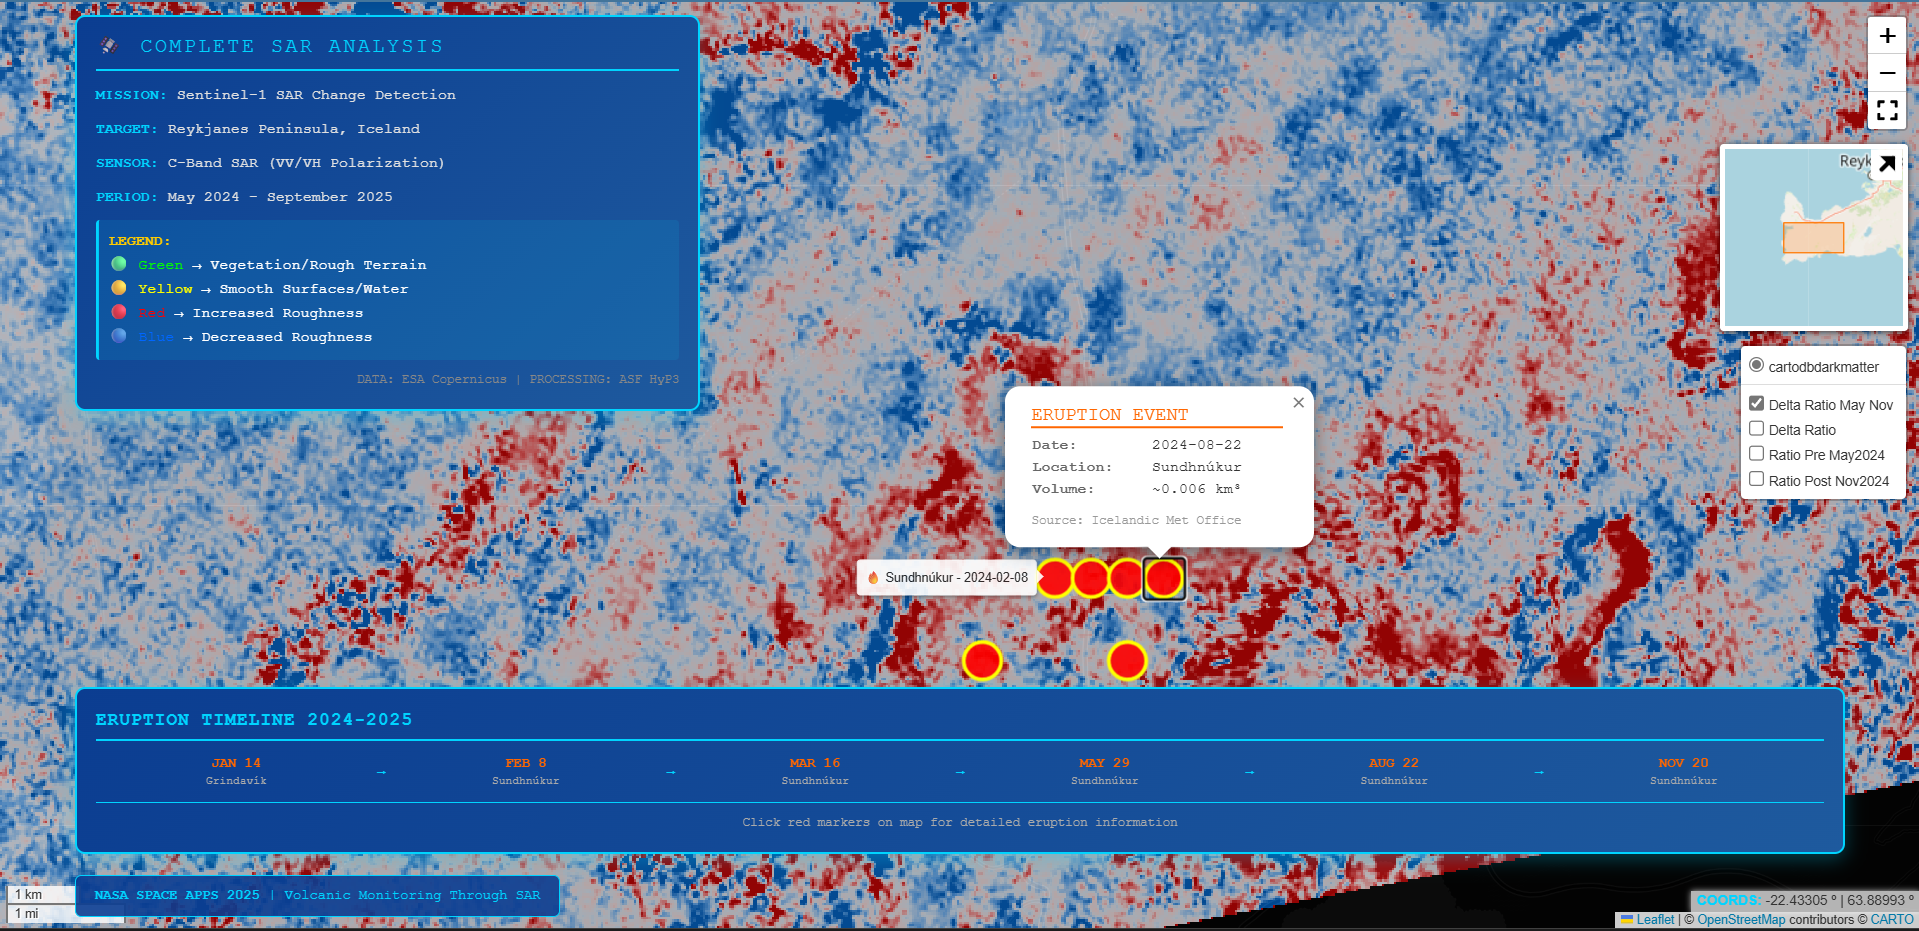 COMPLETE SAR ANALYSIS
MISSION: Sentinel-1 SAR Change Detection
TARGET: Reykjanes Peninsula, Iceland
SENSOR: C-Band SAR (VV/VH Polarization)
PERIOD: May 2024 - September 2025
LEGEND:
Green → Vegetation/Rough Terrain
Yellow → Smooth Surfaces/Water
Red → Increased Roughness
Blue → Decreased Roughness
DATA: ESA Copernicus | PROCESSING: ASF HyP3
+
−
Reyk
cartodbdarkmatter
Delta Ratio May Nov
Delta Ratio
Ratio Pre May2024
Ratio Post Nov2024
ERUPTION EVENT
×
Date: 2024-08-22
Location: Sundhnúkur
Volume: ~0.006 km³
Source: Icelandic Met Office
Sundhnúkur - 2024-02-08
ERUPTION TIMELINE 2024-2025
JAN 14 → FEB 8 → MAR 16 → MAY 29 → AUG 22 → NOV 20
Grindavík Sundhnúkur Sundhnúkur Sundhnúkur Sundhnúkur Sundhnúkur
Click red markers on map for detailed eruption information
1 km
1 mi
NASA SPACE APPS 2025 | Volcanic Monitoring Through SAR
COORDS: -22.43305 º | 63.88993 º
Leaflet | © OpenStreetMap contributors © CARTO